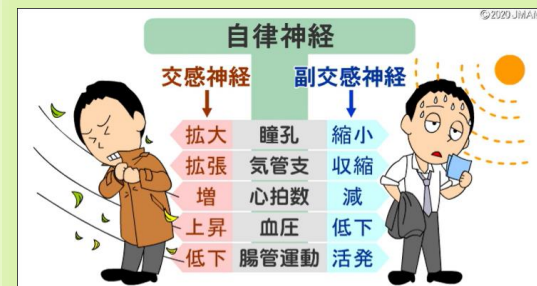 ©2020 JMAM
自律神経
交感神経 副交感神経
拡大 瞳孔 縮小
拡張 気管支 収縮
増 心拍数 減
上昇 血圧 低下
低下 腸管運動 活発